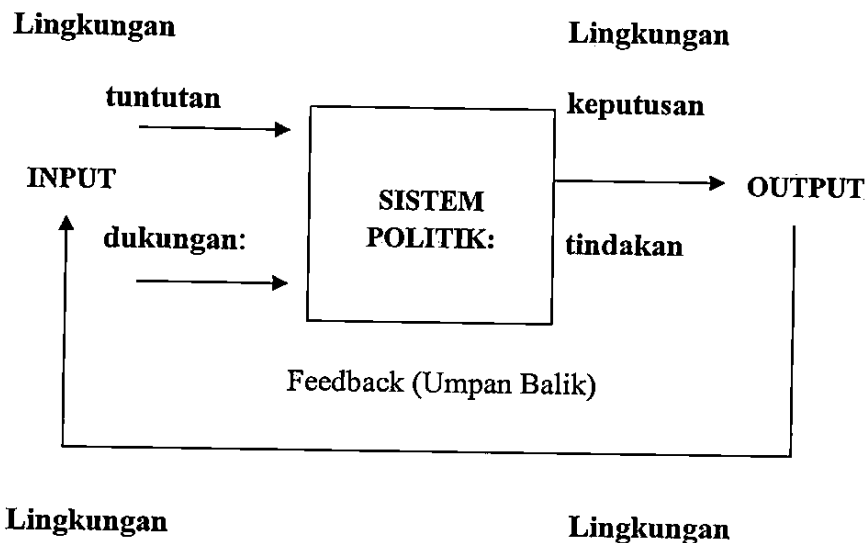 Lingkungan
Lingkungan
tuntutan
keputusan
INPUT
SISTEM
POLITIK:
OUTPUT
dukungan:
tindakan
Feedback (Umpan Balik)
Lingkungan
Lingkungan